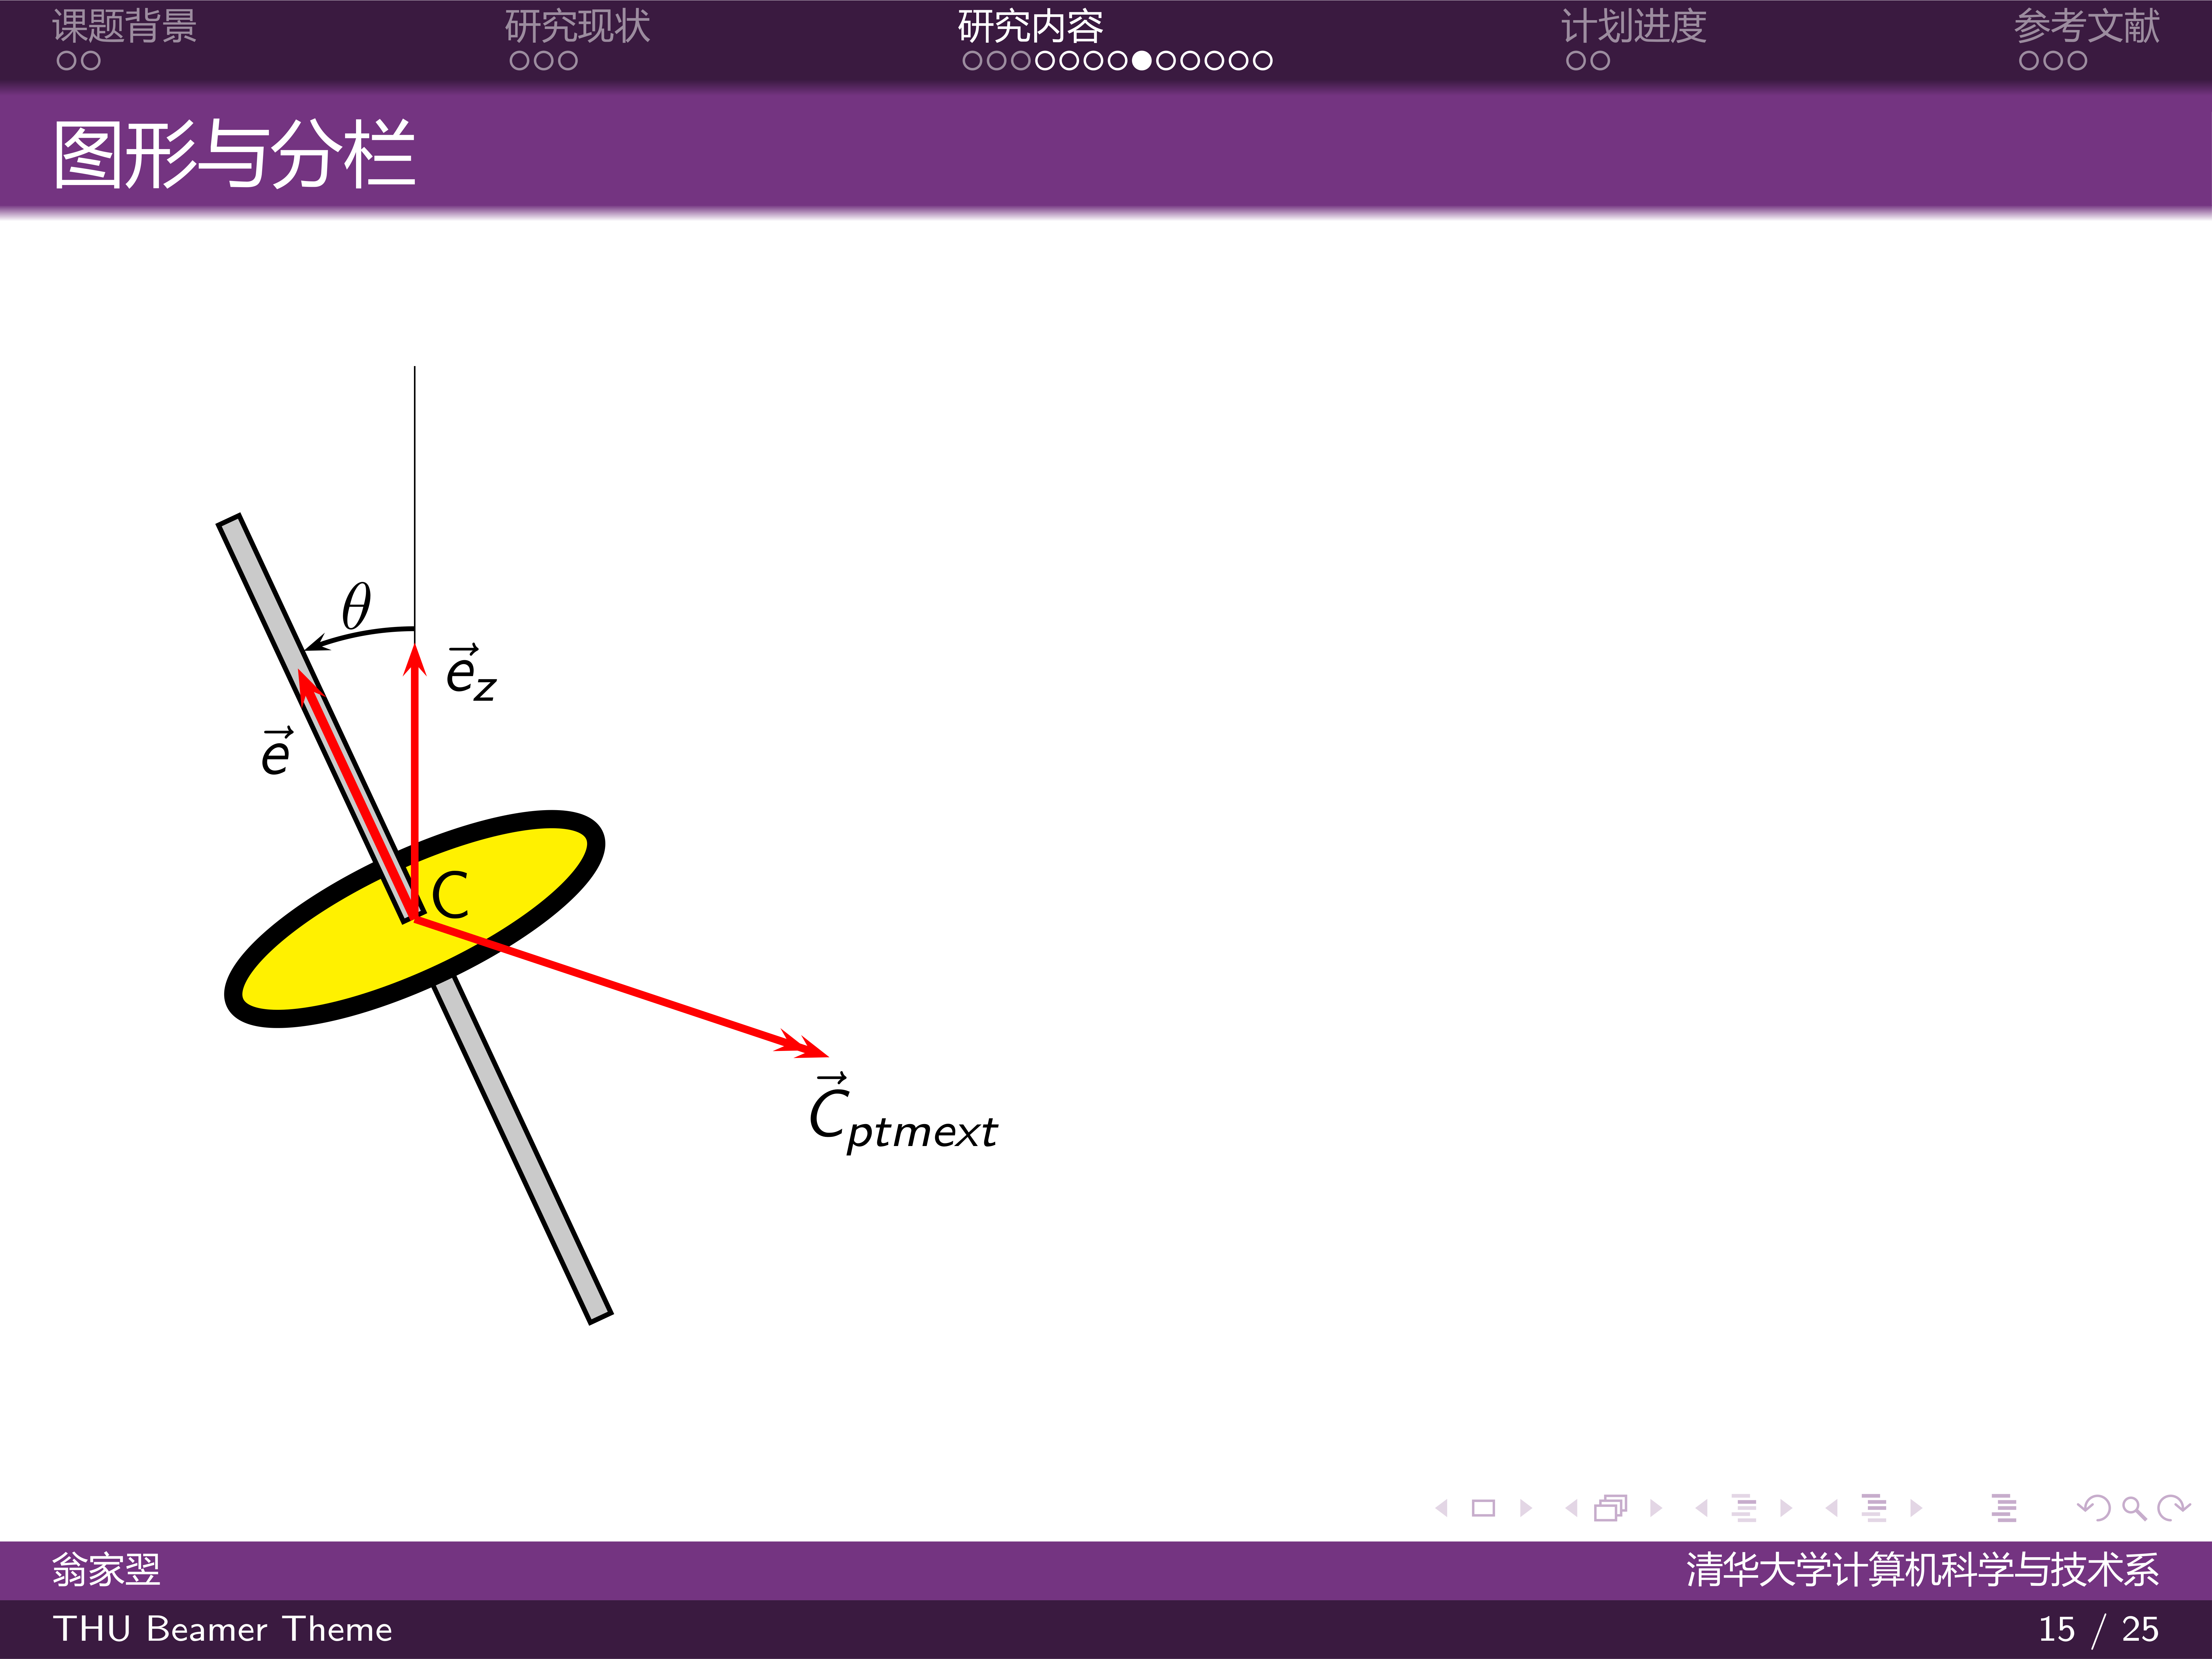 课题背景 研究现状 研究内容 计划进度 参考文献
图形与分栏
θ
e⃗_z
e⃗
C
C⃗_ptmext
翁家翌 清华大学计算机科学与技术系
THU Beamer Theme 15 / 25